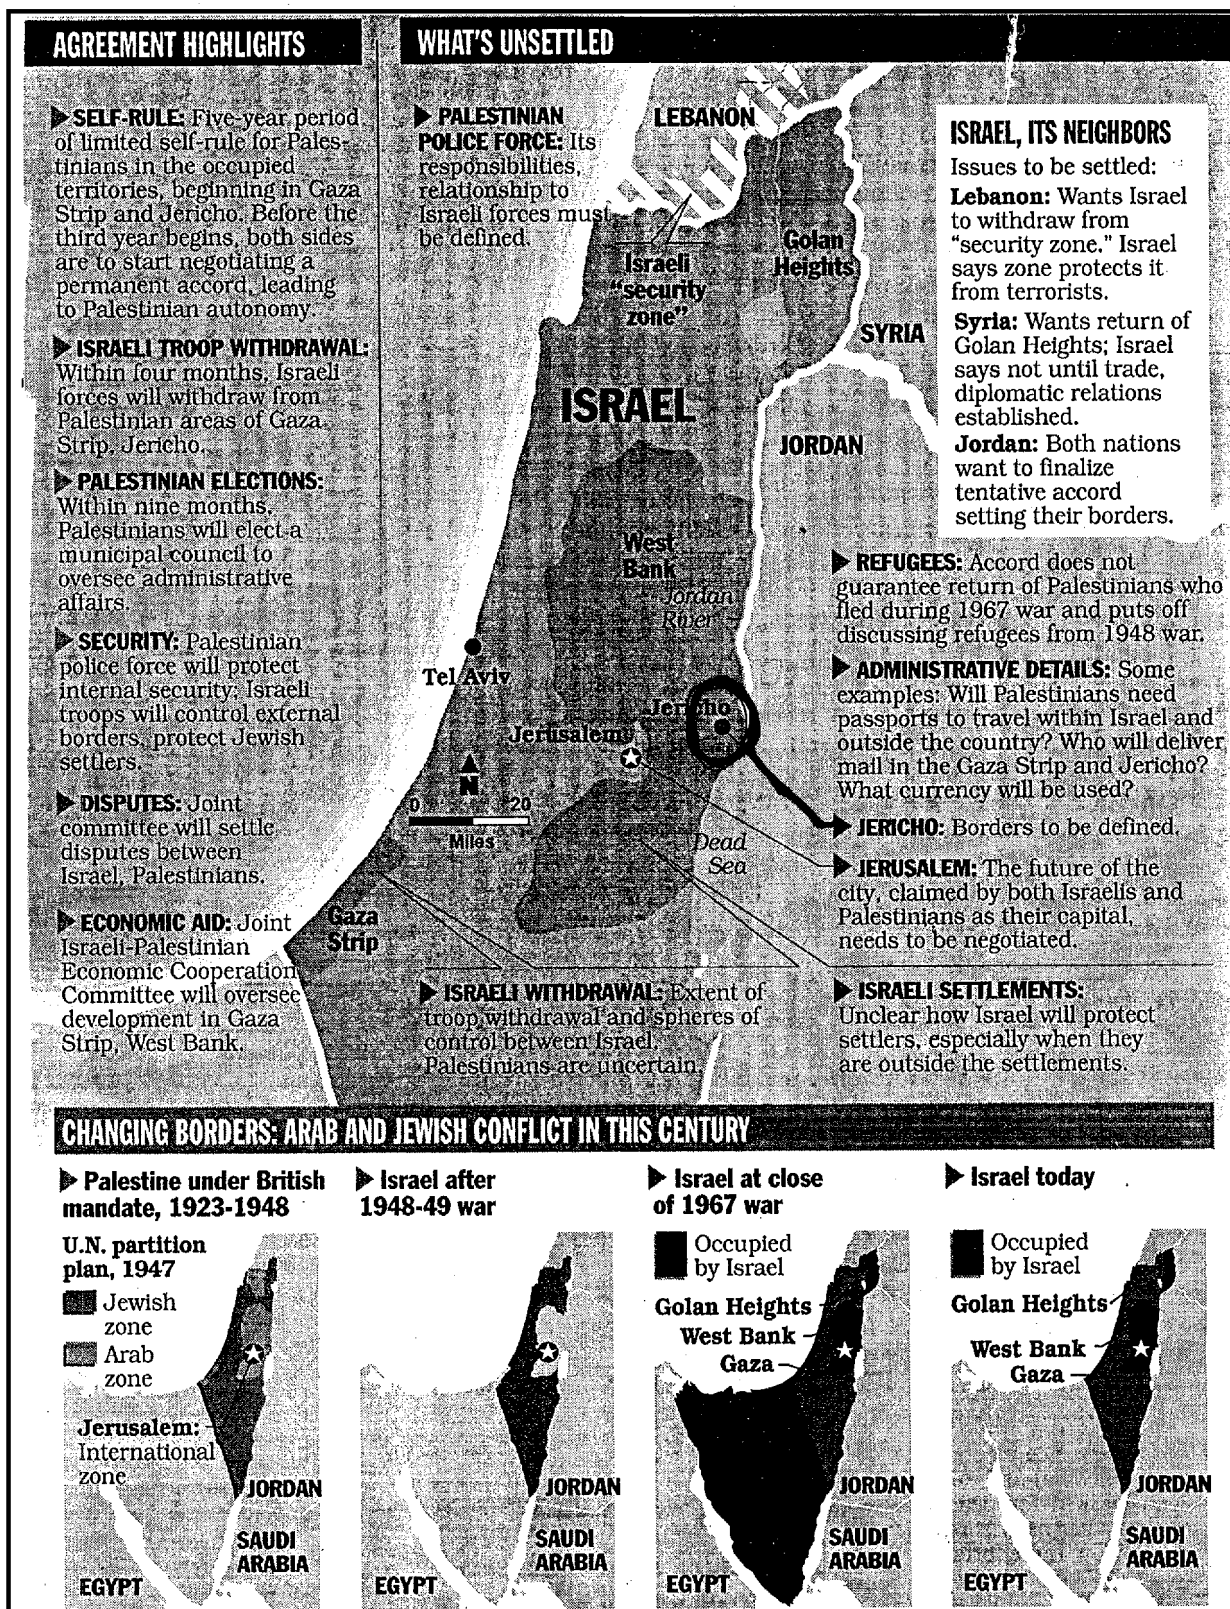 AGREEMENT HIGHLIGHTS
▶ SELF-RULE: Five-year period
of limited self-rule for Pales-
tinians in the occupied
territories, beginning in Gaza
Strip and Jericho. Before the
third year begins, both sides
are to start negotiating a
permanent accord, leading
to Palestinian autonomy.
▶ ISRAELI TROOP WITHDRAWAL:
Within four months, Israeli
forces will withdraw from
Palestinian areas of Gaza
Strip, Jericho.
▶ PALESTINIAN ELECTIONS:
Within nine months,
Palestinians will elect a
municipal council to
oversee administrative
affairs.
▶ SECURITY: Palestinian
police force will protect
internal security; Israeli
troops will control external
borders, protect Jewish
settlers.
▶ DISPUTES: Joint
committee will settle
disputes between
Israel, Palestinians.
▶ ECONOMIC AID: Joint
Israeli-Palestinian
Economic Cooperation
Committee will oversee
development in Gaza
Strip, West Bank.
WHAT'S UNSETTLED
▶ PALESTINIAN
POLICE FORCE: Its
responsibilities,
relationship to
Israeli forces must
be defined.
LEBANON
Israeli
"security
zone"
Golan
Heights
SYRIA
ISRAEL
JORDAN
West
Bank
Jordan
River
Tel Aviv
Jericho
Jerusalem
N
0 20
Miles
Dead
Sea
Gaza
Strip
ISRAEL, ITS NEIGHBORS
Issues to be settled:
Lebanon: Wants Israel
to withdraw from
"security zone." Israel
says zone protects it
from terrorists.
Syria: Wants return of
Golan Heights; Israel
says not until trade,
diplomatic relations
established.
Jordan: Both nations
want to finalize
tentative accord
setting their borders.
▶ REFUGEES: Accord does not
guarantee return of Palestinians who
fled during 1967 war and puts off
discussing refugees from 1948 war.
▶ ADMINISTRATIVE DETAILS: Some
examples: Will Palestinians need
passports to travel within Israel and
outside the country? Who will deliver
mail in the Gaza Strip and Jericho?
What currency will be used?
▶ JERICHO: Borders to be defined.
▶ JERUSALEM: The future of the
city, claimed by both Israelis and
Palestinians as their capital,
needs to be negotiated.
▶ ISRAELI WITHDRAWAL: Extent of
troop withdrawal and spheres of
control between Israel,
Palestinians are uncertain.
▶ ISRAELI SETTLEMENTS:
Unclear how Israel will protect
settlers, especially when they
are outside the settlements.
CHANGING BORDERS: ARAB AND JEWISH CONFLICT IN THIS CENTURY
▶ Palestine under British
mandate, 1923-1948
U.N. partition
plan, 1947
Jewish
zone
Arab
zone
Jerusalem:
International
zone
JORDAN
SAUDI
ARABIA
EGYPT
▶ Israel after
1948-49 war
JORDAN
SAUDI
ARABIA
▶ Israel at close
of 1967 war
Occupied
by Israel
Golan Heights
West Bank
Gaza
JORDAN
SAUDI
ARABIA
EGYPT
▶ Israel today
Occupied
by Israel
Golan Heights
West Bank
Gaza
JORDAN
SAUDI
ARABIA
EGYPT